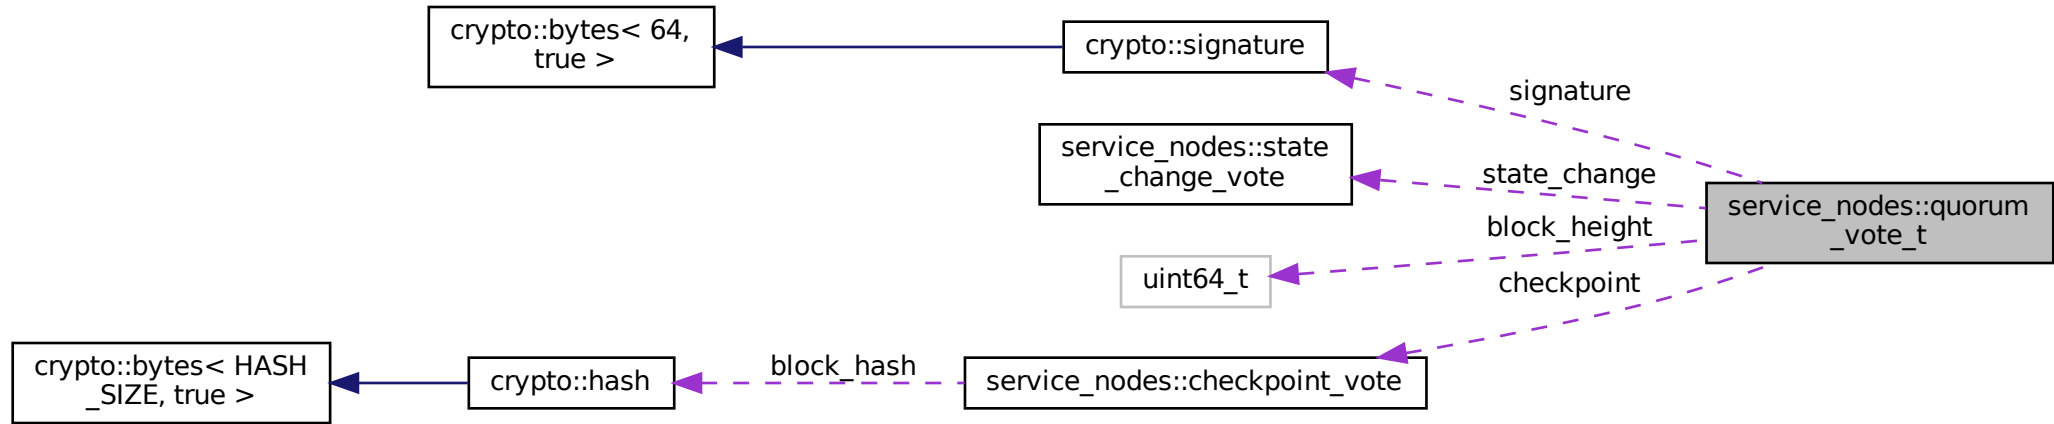 crypto::bytes< 64,
true >
crypto::signature
signature
service_nodes::state
_change_vote
state_change
service_nodes::quorum
_vote_t
block_height
uint64_t
checkpoint
crypto::bytes< HASH
_SIZE, true >
crypto::hash
block_hash
service_nodes::checkpoint_vote